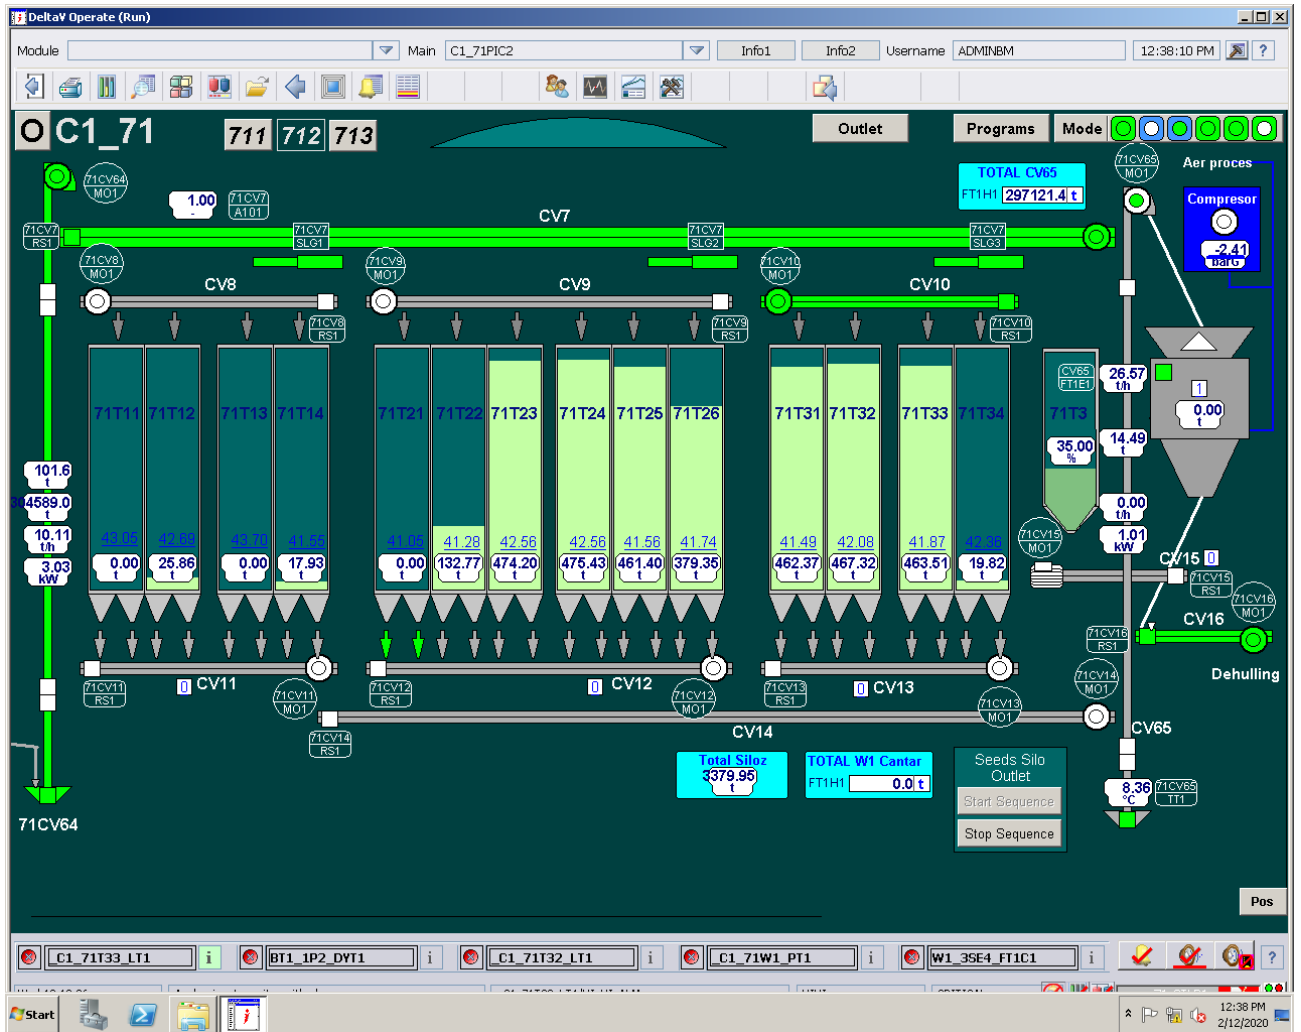 DeltaV Operate (Run)
Module
Main C1_71PIC2
Info1
Info2
Username ADMINBM
12:38:10 PM
?
O C1_71
711 712 713
Outlet
Programs
Mode
71CV64 MO1
1.00
-
71CV7 A101
CV7
TOTAL CV65
FT1H1 297121.4 t
71CV65 MO1
Aer proces
Compresor
-2.41
barG
71CV7 RS1
71CV7 SLG1
71CV7 SLG2
71CV7 SLG3
71CV8 MO1
CV8
71CV9 MO1
CV9
71CV10 MO1
CV10
71CV8 RS1
71CV9 RS1
71CV10 RS1
71T11 71T12 71T13 71T14 71T21 71T22 71T23 71T24 71T25 71T26 71T31 71T32 71T33 71T34 71T3
CV65 FT1E1
26.57 t/h
1
0.00 t
35.00 %
14.49 t/h
0.00 t/h
1.01 kW
101.6 t
304589.0 t
10.11 t/h
3.03 kW
43.05 42.69 43.70 41.55 41.05 41.28 42.56 42.56 41.56 41.74 41.49 42.08 41.87 42.36
0.00 t 25.86 t 0.00 t 17.93 t 0.00 t 132.77 t 474.20 t 475.43 t 461.40 t 379.35 t 462.37 t 467.32 t 463.51 t 19.82 t
71CV15 MO1
CV15 0
71CV15 RS1
71CV16 MO1
CV16
71CV16 RS1
Dehulling
71CV11 RS1
0 CV11
71CV11 MO1
71CV12 RS1
0 CV12
71CV12 MO1
71CV13 RS1
0 CV13
71CV13 MO1
71CV14 MO1
71CV14 RS1
CV14
CV65
Total Siloz
3379.95
t
TOTAL W1 Cantar
FT1H1 0.0 t
Seeds Silo
Outlet
Start Sequence
Stop Sequence
8.36 °C
71CV65 TT1
71CV64
Pos
C1_71T33_LT1 i
BT1_1P2_DYT1 i
C1_71T32_LT1 i
C1_71W1_PT1 i
W1_3SE4_FT1C1 i
?
Start
12:38 PM
2/12/2020